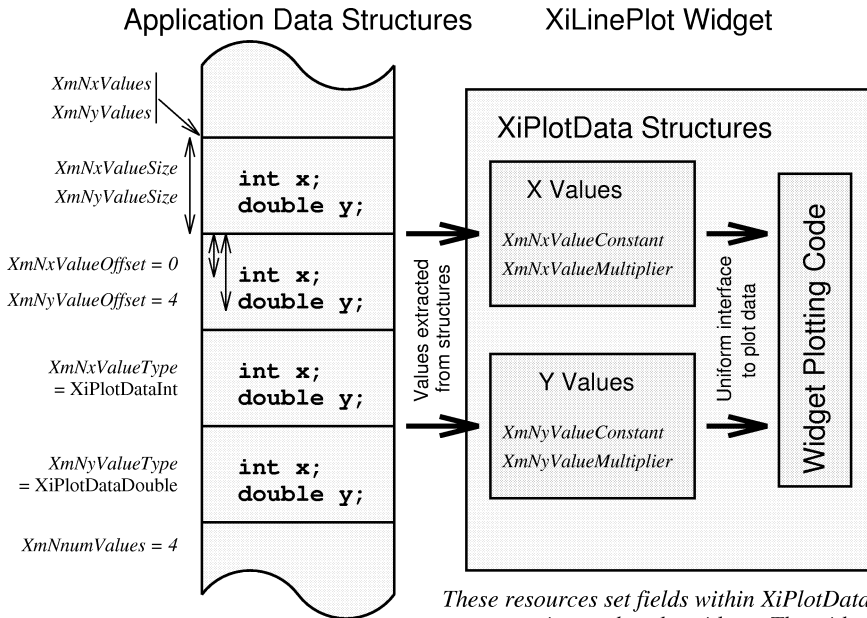 Application Data Structures
XiLinePlot Widget
XmNxValues
XmNyValues
XmNxValueSize
XmNyValueSize
XmNxValueOffset = 0
XmNyValueOffset = 4
XmNxValueType
= XiPlotDataInt
XmNyValueType
= XiPlotDataDouble
XmNnumValues = 4
int x;
double y;
int x;
double y;
int x;
double y;
int x;
double y;
Values extracted
from structures
XiPlotData Structures
X Values
XmNxValueConstant
XmNxValueMultiplier
Y Values
XmNyValueConstant
XmNyValueMultiplier
Uniform interface
to plot data
Widget Plotting Code
These resources set fields within XiPlotData